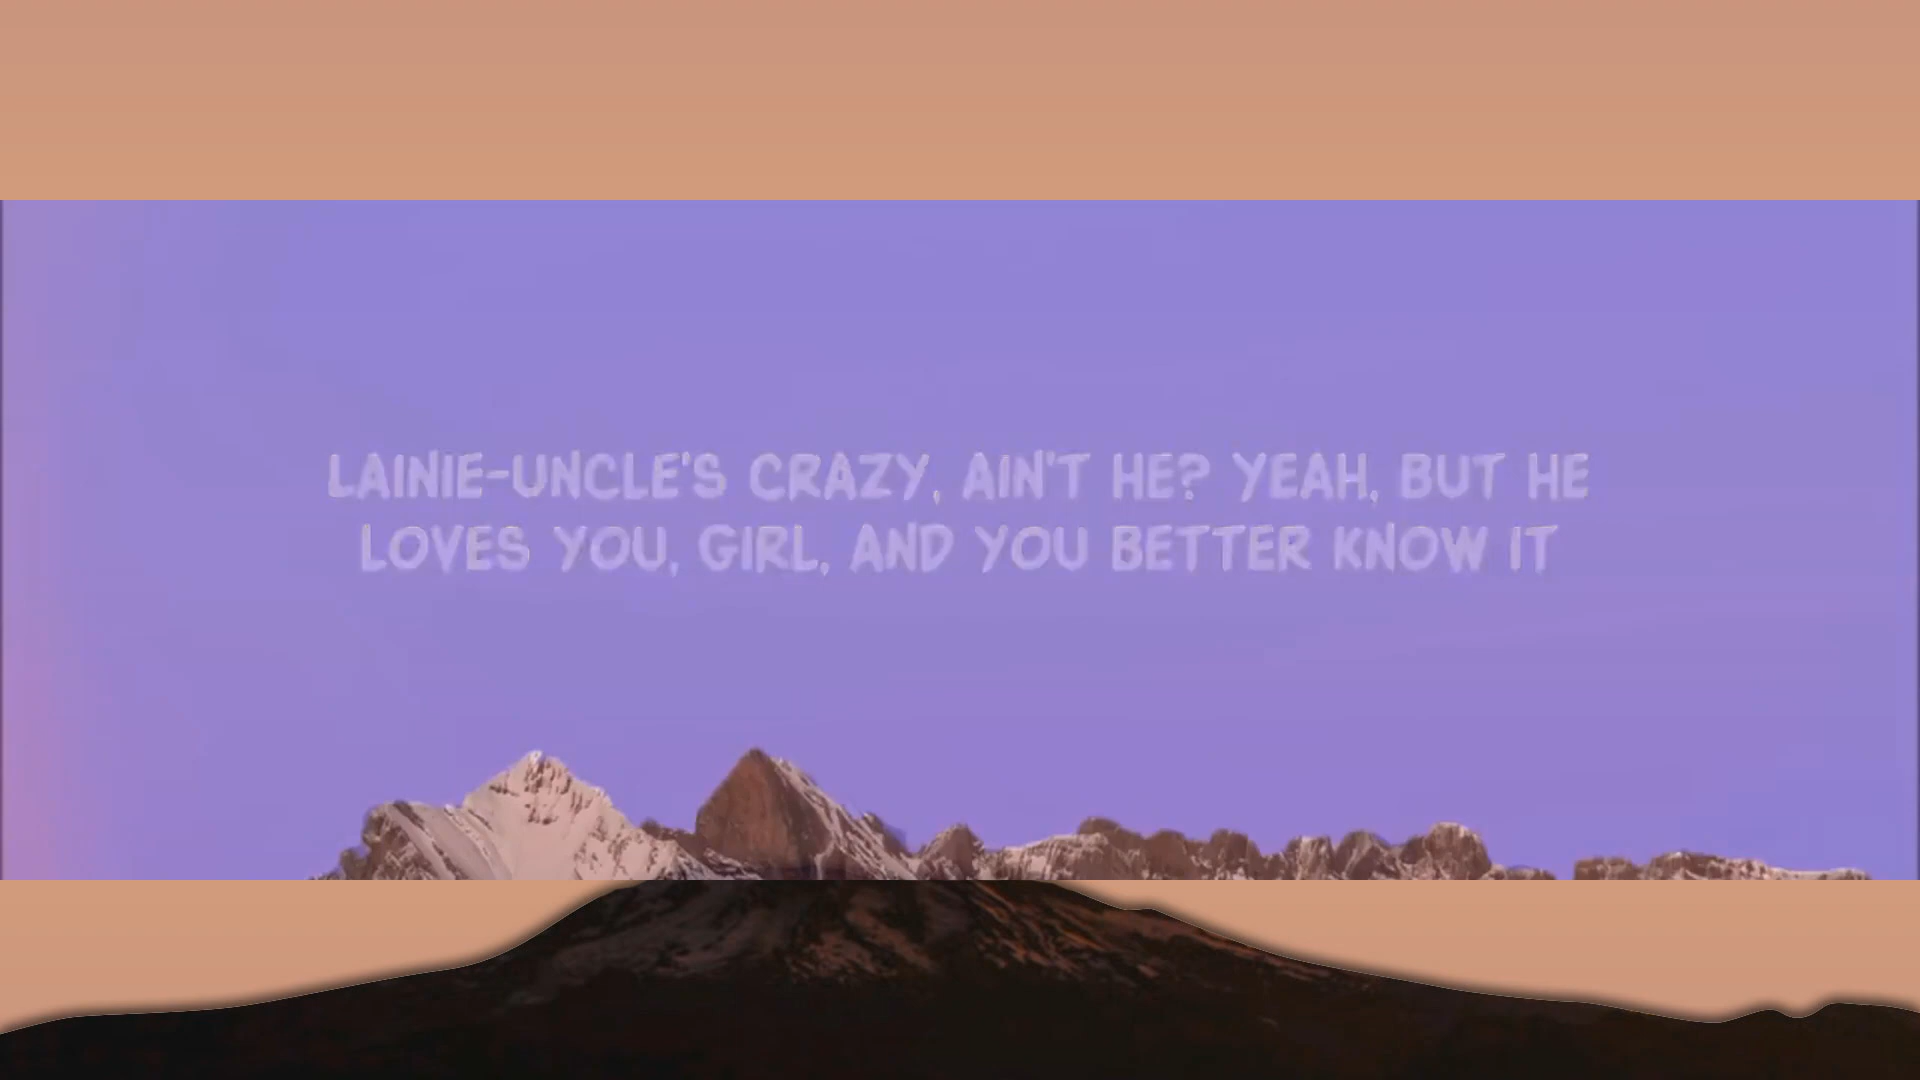 LAINIE-UNCLE'S CRAZY, AIN'T HE? YEAH, BUT HE
LOVES YOU, GIRL, AND YOU BETTER KNOW IT